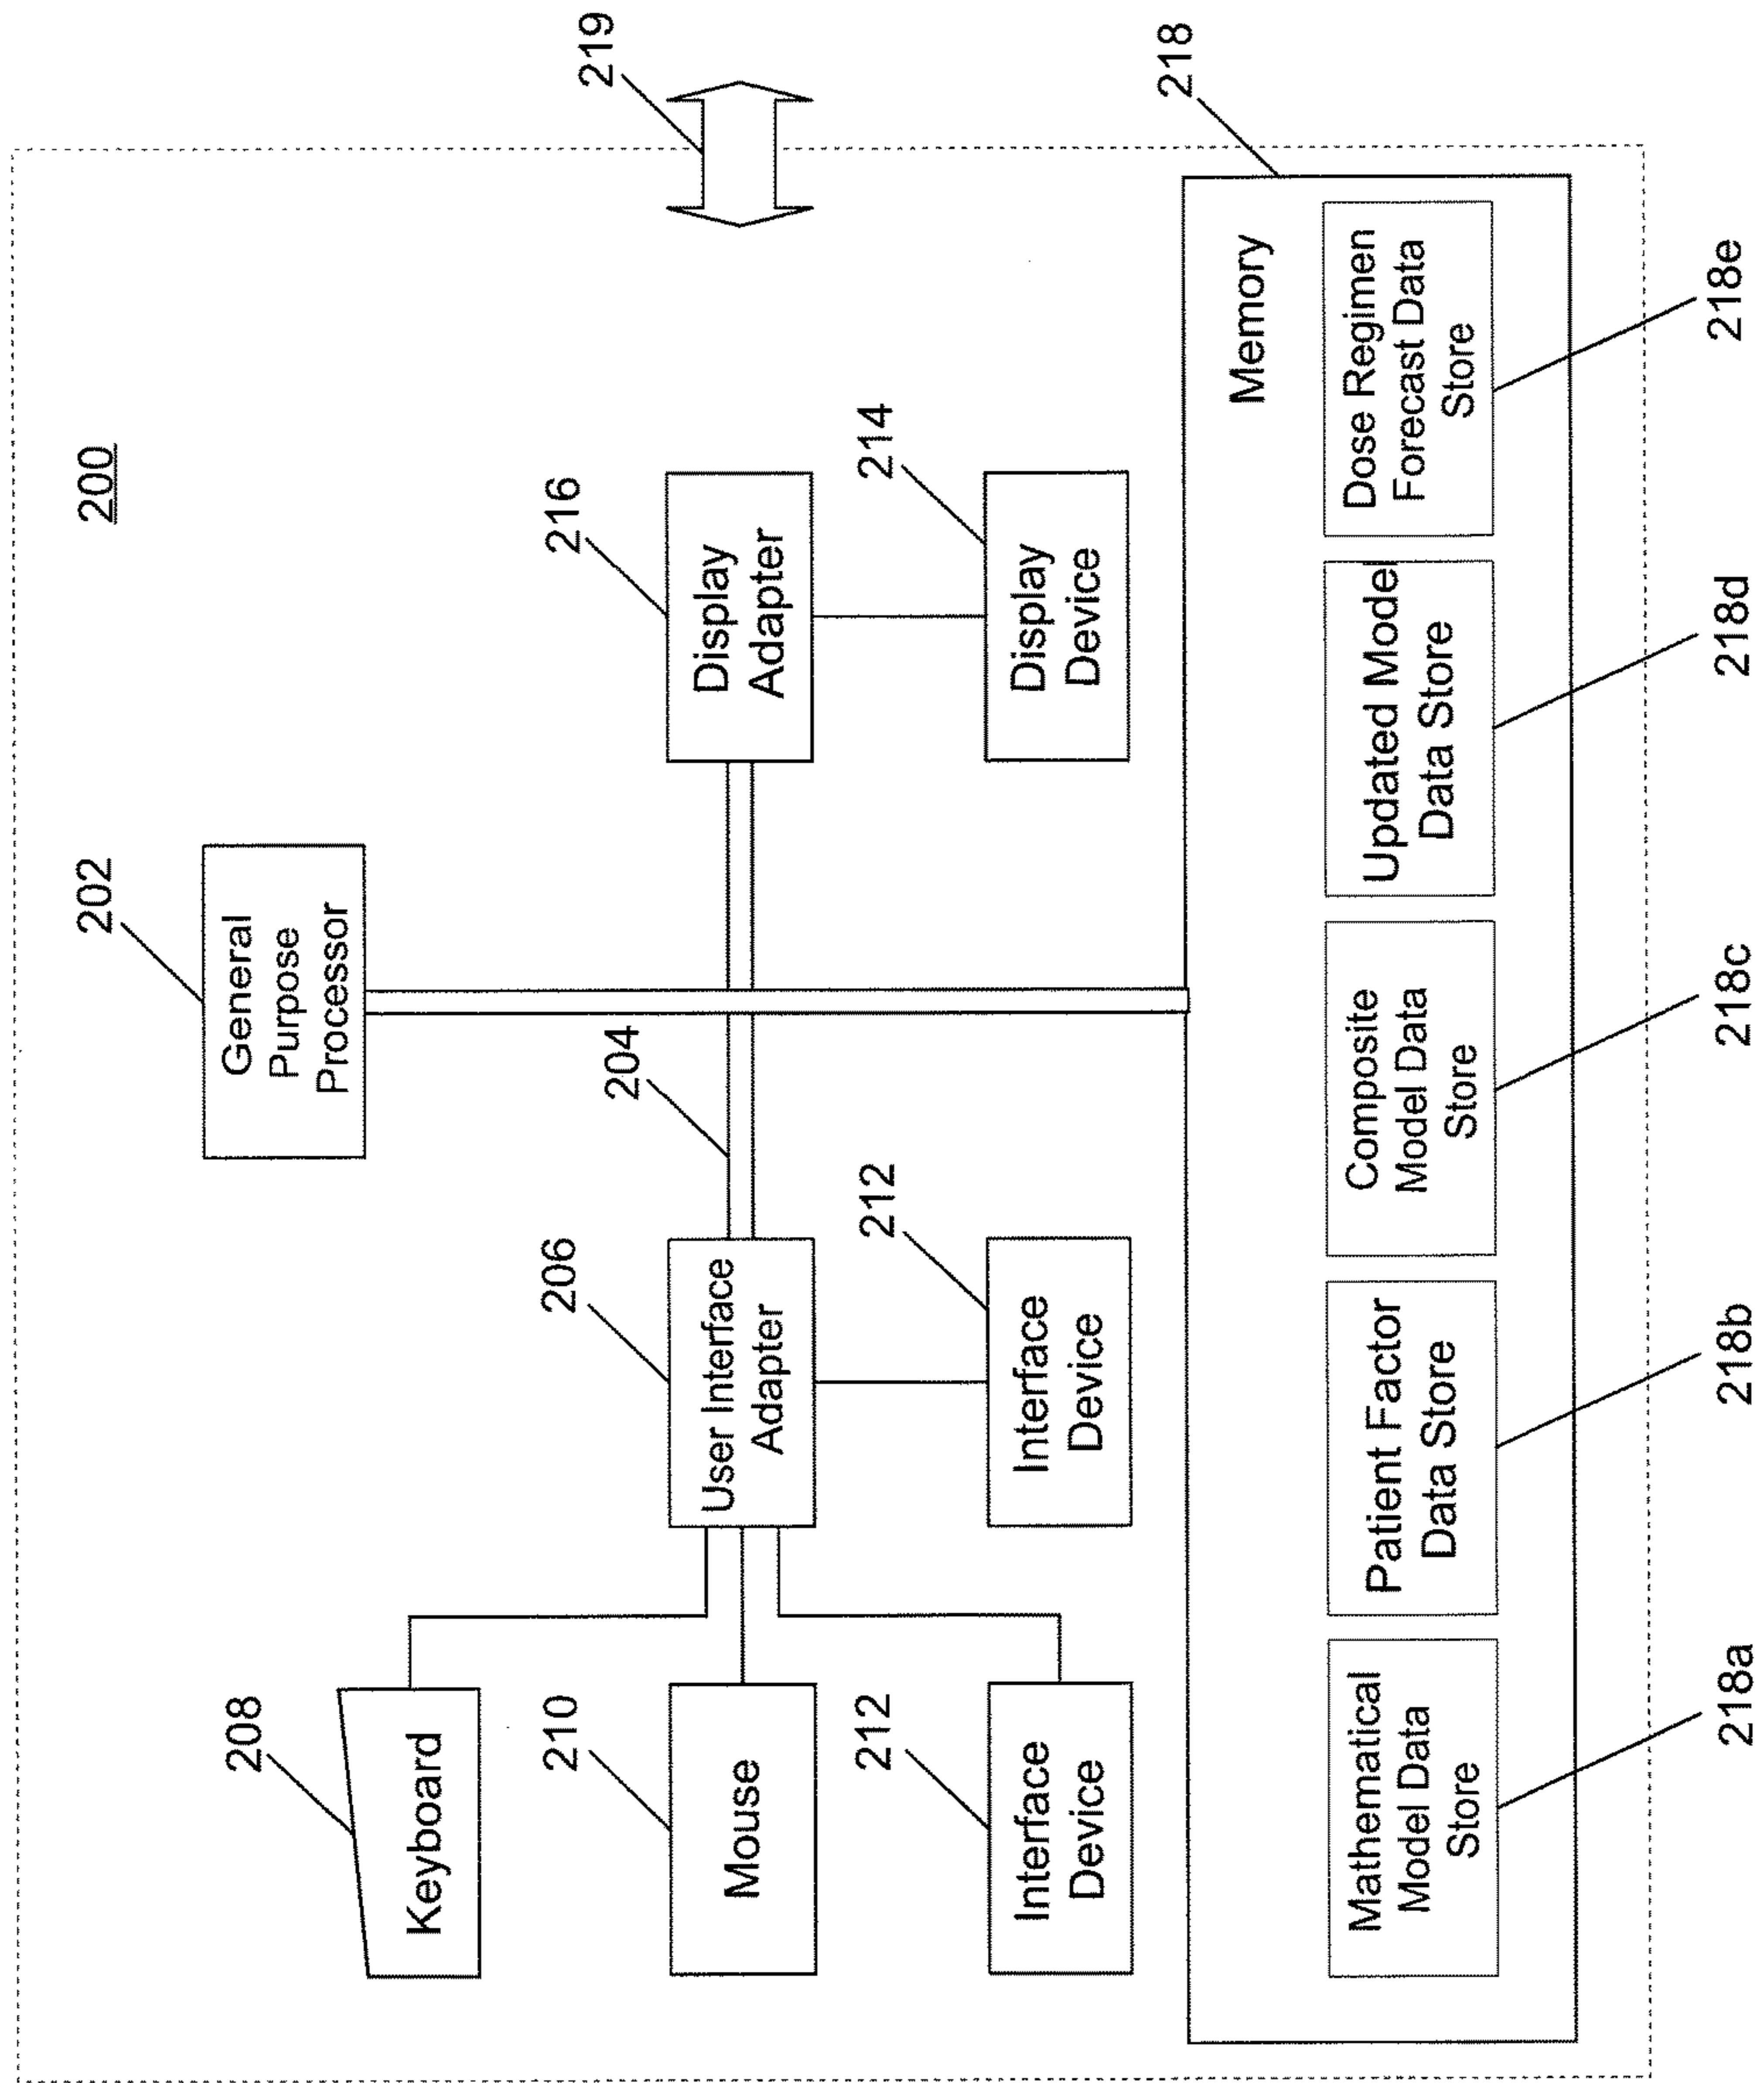 200
202
General
Purpose
Processor
219
204
208
Keyboard
206
User Interface
Adapter
216
Display
Adapter
210
Mouse
212
Interface
Device
212
Interface
Device
214
Display
Device
218
Memory
Mathematical
Model Data
Store
Patient Factor
Data Store
Composite
Model Data
Store
Updated Model
Data Store
Dose Regimen
Forecast Data
Store
218a
218b
218c
218d
218e